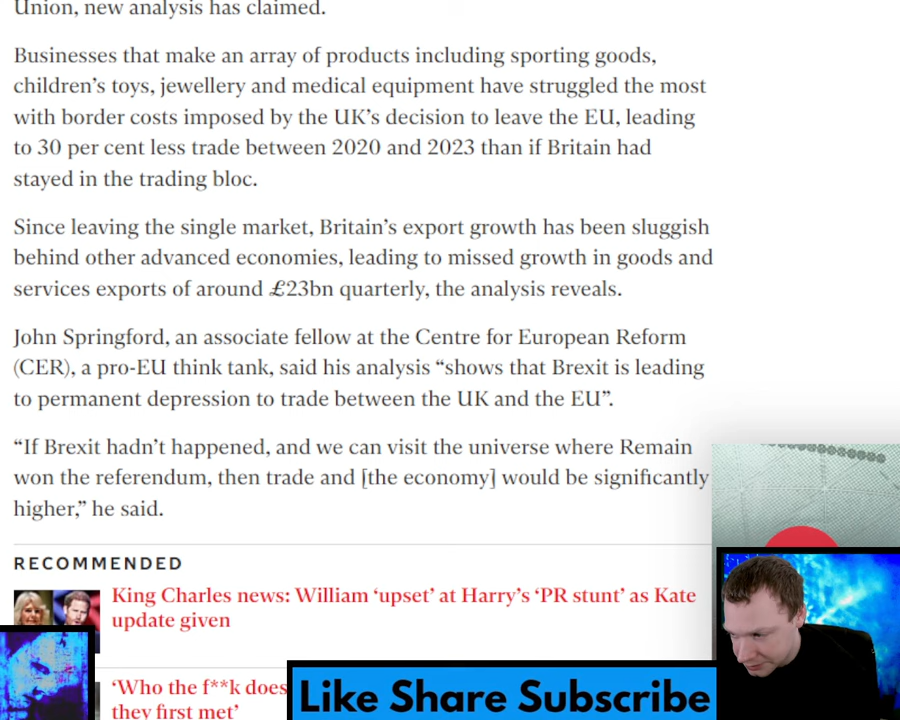 Union, new analysis has claimed.
Businesses that make an array of products including sporting goods,
children’s toys, jewellery and medical equipment have struggled the most
with border costs imposed by the UK’s decision to leave the EU, leading
to 30 per cent less trade between 2020 and 2023 than if Britain had
stayed in the trading bloc.
Since leaving the single market, Britain’s export growth has been sluggish
behind other advanced economies, leading to missed growth in goods and
services exports of around £23bn quarterly, the analysis reveals.
John Springford, an associate fellow at the Centre for European Reform
(CER), a pro-EU think tank, said his analysis “shows that Brexit is leading
to permanent depression to trade between the UK and the EU”.
“If Brexit hadn’t happened, and we can visit the universe where Remain
won the referendum, then trade and [the economy] would be significantly
higher,” he said.
RECOMMENDED
King Charles news: William ‘upset’ at Harry’s ‘PR stunt’ as Kate
update given
‘Who the f**k does
they first met’
Like Share Subscribe